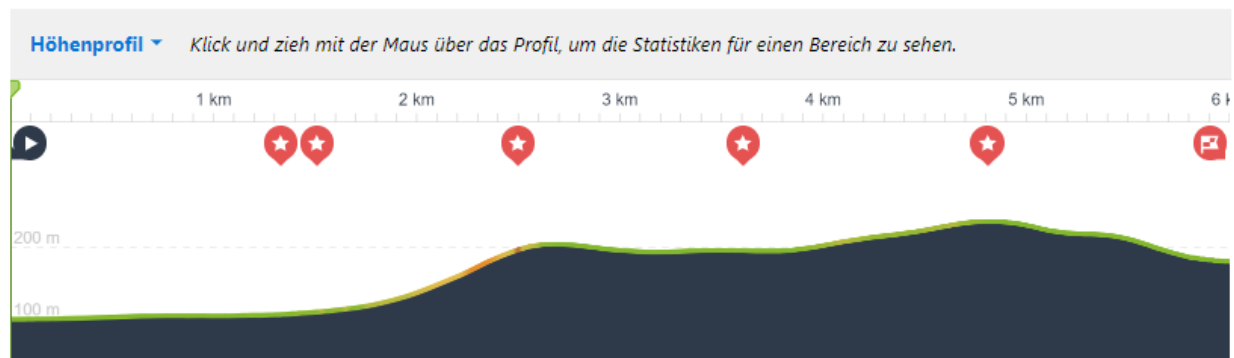 Höhenprofil Klick und zieh mit der Maus über das Profil, um die Statistiken für einen Bereich zu sehen.
1 km 2 km 3 km 4 km 5 km 6 k
200 m
100 m